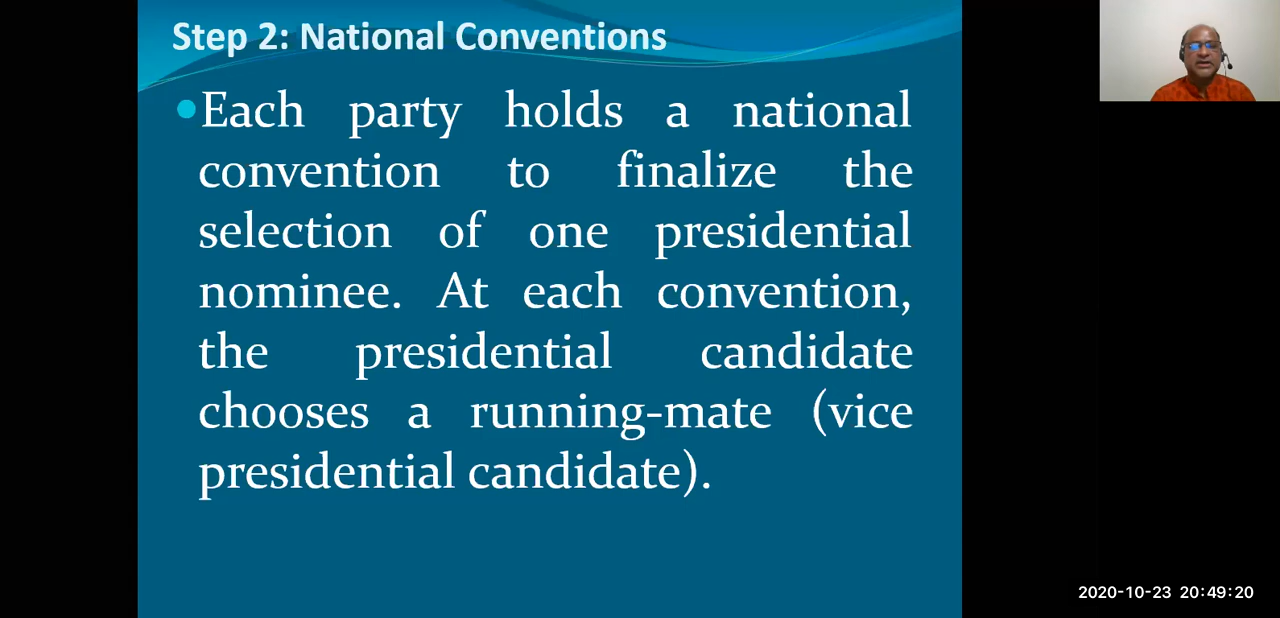 Step 2: National Conventions
Each party holds a national
convention to finalize the
selection of one presidential
nominee. At each convention,
the presidential candidate
chooses a running-mate (vice
presidential candidate).
2020-10-23 20:49:20